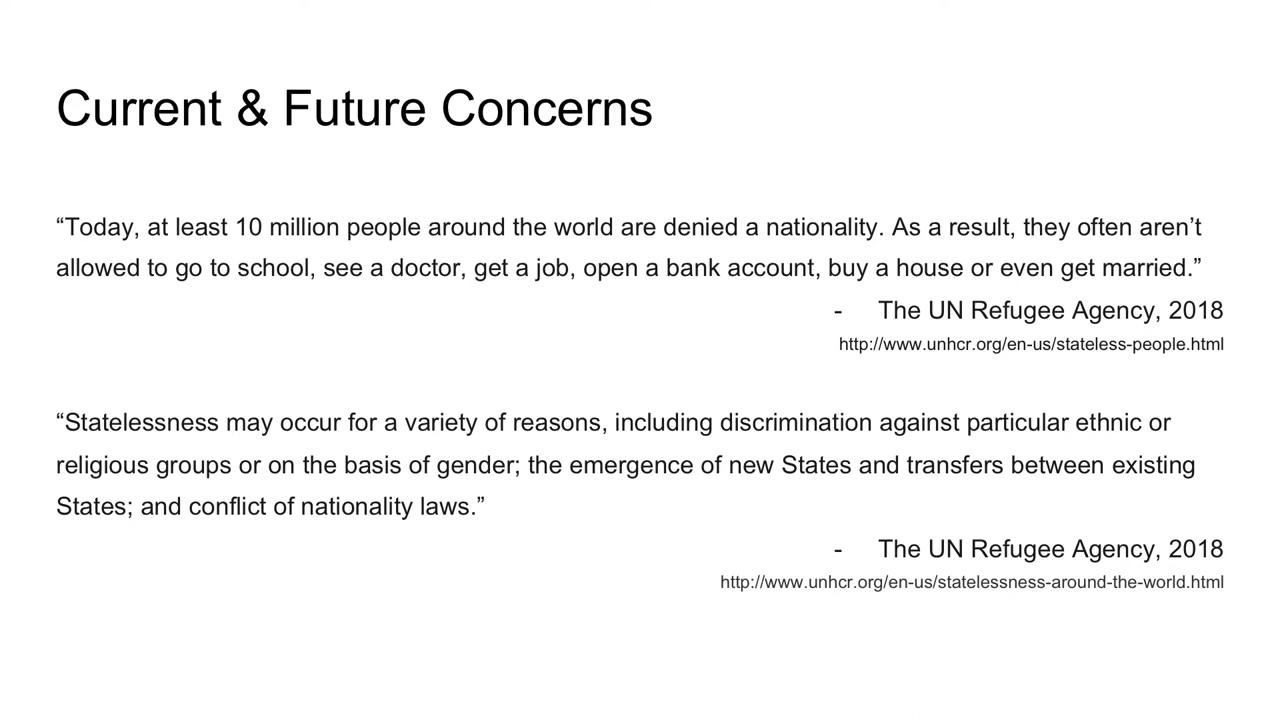 Current & Future Concerns
“Today, at least 10 million people around the world are denied a nationality. As a result, they often aren’t
allowed to go to school, see a doctor, get a job, open a bank account, buy a house or even get married.”
- The UN Refugee Agency, 2018
http://www.unhcr.org/en-us/stateless-people.html
“Statelessness may occur for a variety of reasons, including discrimination against particular ethnic or
religious groups or on the basis of gender; the emergence of new States and transfers between existing
States; and conflict of nationality laws.”
- The UN Refugee Agency, 2018
http://www.unhcr.org/en-us/statelessness-around-the-world.html